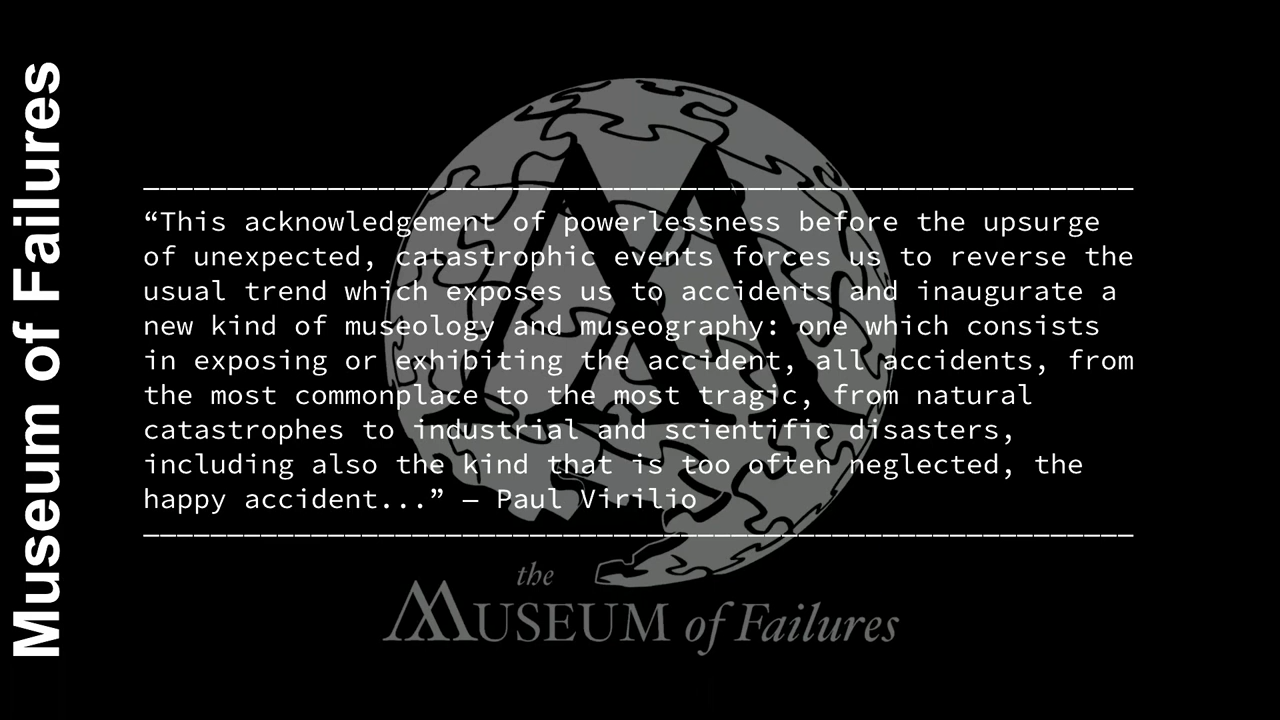 Museum of Failures
“This acknowledgement of powerlessness before the upsurge
of unexpected, catastrophic events forces us to reverse the
usual trend which exposes us to accidents and inaugurate a
new kind of museology and museography: one which consists
in exposing or exhibiting the accident, all accidents, from
the most commonplace to the most tragic, from natural
catastrophes to industrial and scientific disasters,
including also the kind that is too often neglected, the
happy accident...” — Paul Virilio
the
MUSEUM of Failures